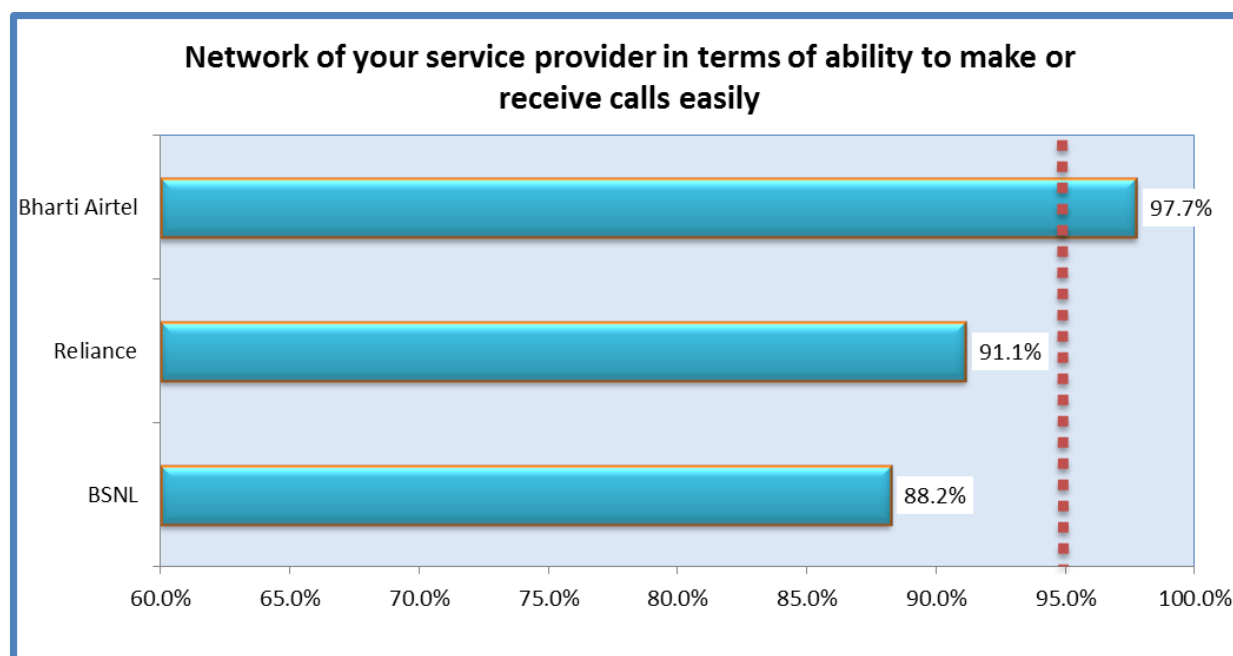 Network of your service provider in terms of ability to make or
receive calls easily
Bharti Airtel
97.7%
Reliance
91.1%
BSNL
88.2%
60.0% 65.0% 70.0% 75.0% 80.0% 85.0% 90.0% 95.0% 100.0%